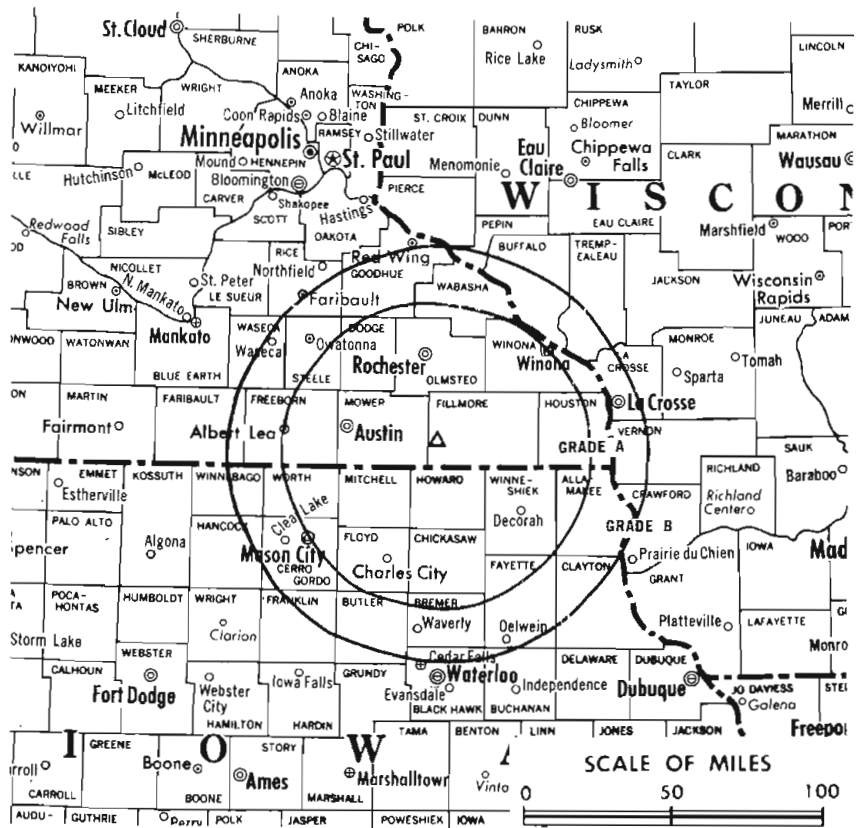 St. Cloud
SHERBURNE
POLK
CHI-
SAGO
BARRON
Rice Lake
RUSK
Ladysmith
LINCOLN
KANDIYOHI
MEEKER
WRIGHT
ANOKA
WASHING-
TON
TAYLOR
Litchfield
Anoka
Coon Rapids
Blaine
ST. CROIX
DUNN
CHIPPEWA
Merrill
Willmar
Minneapolis
RAMSEY
Stillwater
Bloomer
MARATHON
Mound
HENNEPIN
St. Paul
Menomonie
Eau
Claire
Chippewa
Falls
CLARK
Wausau
Hutchinson
McLEOD
Bloomington
PIERCE
WISCON
CARVER
Shakopee
SCOTT
Hastings
DAKOTA
PEPIN
EAU CLAIRE
Marshfield
WOOD
POR
Redwood
Falls
SIBLEY
RICE
Northfield
Red Wing
GOODHUE
BUFFALO
TREMP-
EALEAU
NICOLLET
St. Peter
LE SUEUR
WABASHA
JACKSON
Wisconsin
Rapids
BROWN
N. Mankato
New Ulm
Faribault
Mankato
WASECA
Waseca
Owatonna
DODGE
WINONA
Winona
MONROE
JUNEAU
ADAM
ONWOOD
WATONWAN
Rochester
LA
CROSSE
Tomah
Sparta
BLUE EARTH
STEELE
OLMSTED
MARTIN
FARIBAULT
FREEBORN
MOWER
FILLMORE
HOUSTON
La Crosse
Fairmont
Albert Lea
Austin
VERNON
GRADE A
SAUK
Baraboo
EMMET
KOSSUTH
WINNEBAGO
WORTH
MITCHELL
HOWARD
WINNE-
SHIEK
ALLA-
MAKEE
RICHLAND
Estherville
CRAWFORD
Richland
Center
PALO ALTO
HANCOCK
Clear Lake
Decorah
GRADE B
Spencer
Algona
Mason City
FLOYD
CHICKASAW
Prairie du Chien
IOWA
Mad
CERRO
GORDO
Charles City
FAYETTE
CLAYTON
GRANT
POCA-
HONTAS
HUMBOLDT
WRIGHT
FRANKLIN
BUTLER
BREMER
Waverly
Oelwein
Platteville
LAFAYETTE
Storm Lake
Clarion
Monro
WEBSTER
Cedar Falls
CALHOUN
Iowa Falls
GRUNDY
Waterloo
DELAWARE
DUBUQUE
Fort Dodge
Webster
City
Evansdale
Independence
Dubuque
JO DAVIESS
Galena
HAMILTON
HARDIN
BLACK HAWK
BUCHANAN
Freepo
GREENE
STORY
TAMA
BENTON
LINN
JONES
JACKSON
IOWA
SCALE OF MILES
Boone
Ames
Marshalltown
CARROLL
BOONE
MARSHALL
0 50 100
AUDU-
GUTHRIE
Perry
POLK
JASPER
POWESHIEK
IOWA